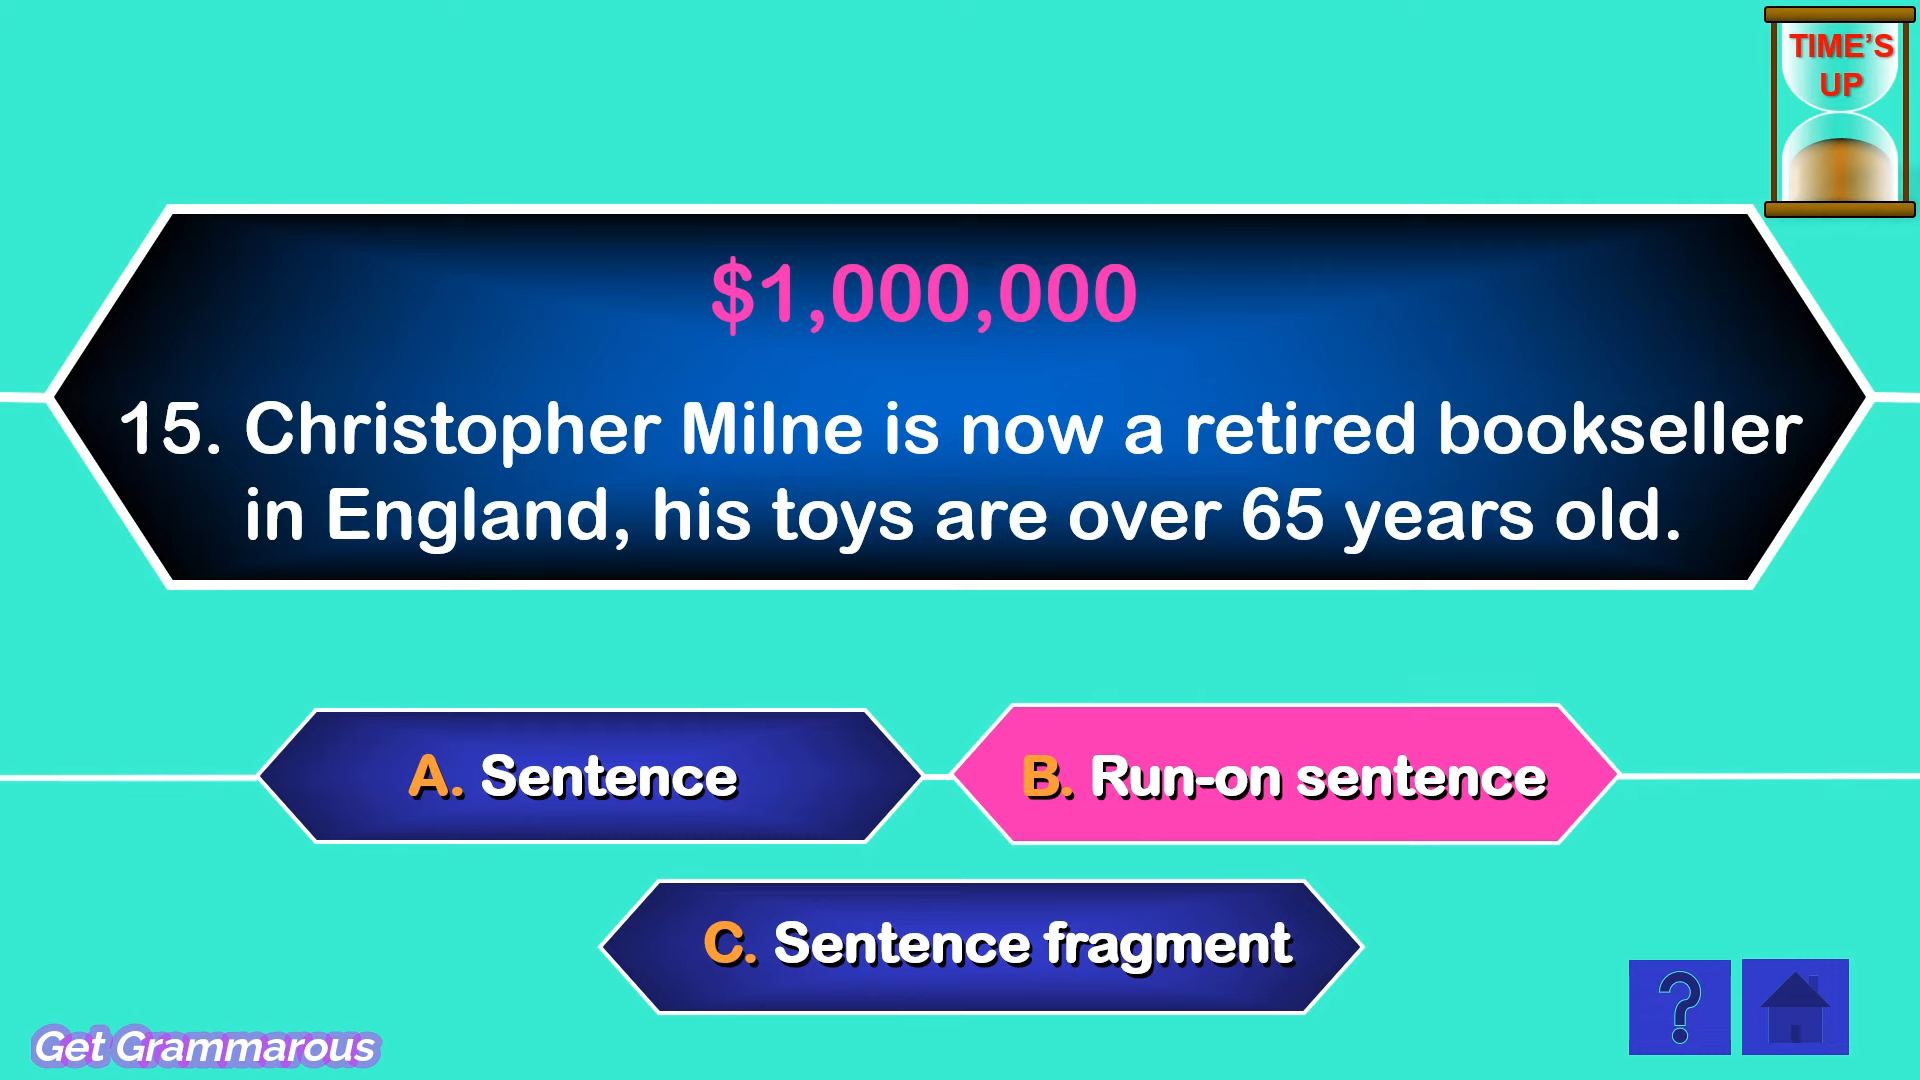 TIME’S
UP
$1,000,000
15. Christopher Milne is now a retired bookseller
in England, his toys are over 65 years old.
A. Sentence
B. Run-on sentence
C. Sentence fragment
?
Get Grammarous